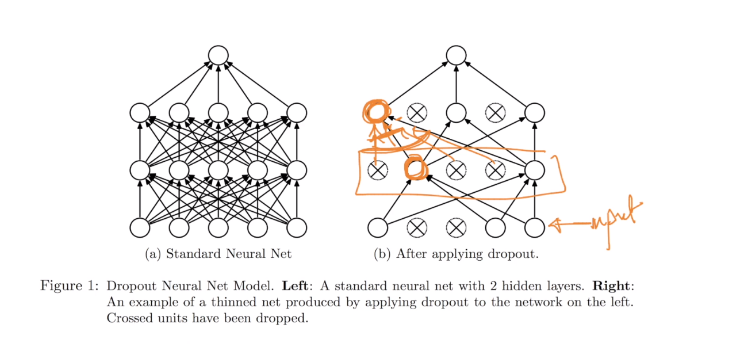 input
(a) Standard Neural Net
(b) After applying dropout.
Figure 1: Dropout Neural Net Model. Left: A standard neural net with 2 hidden layers. Right:
An example of a thinned net produced by applying dropout to the network on the left.
Crossed units have been dropped.